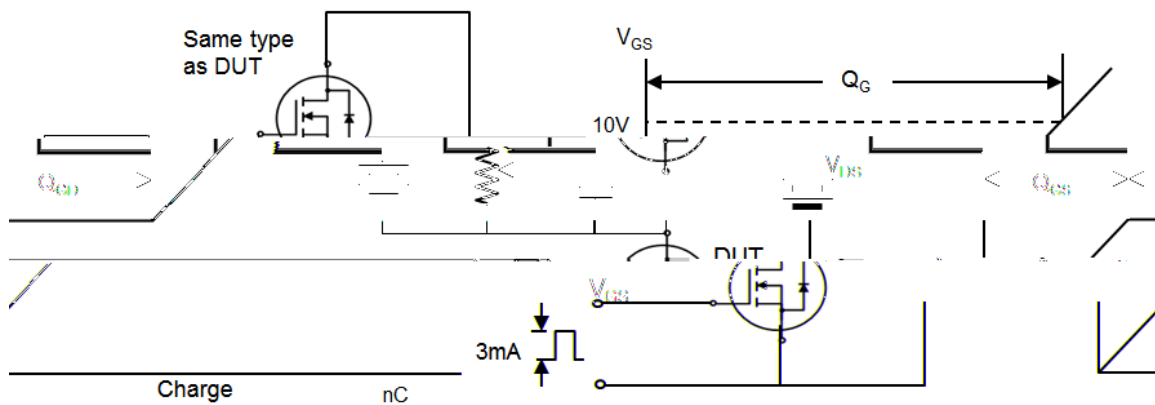 Same type
as DUT
VGS
QG
10V
QGD
VDS
QGS
DUT
VGS
3mA
Charge
nC